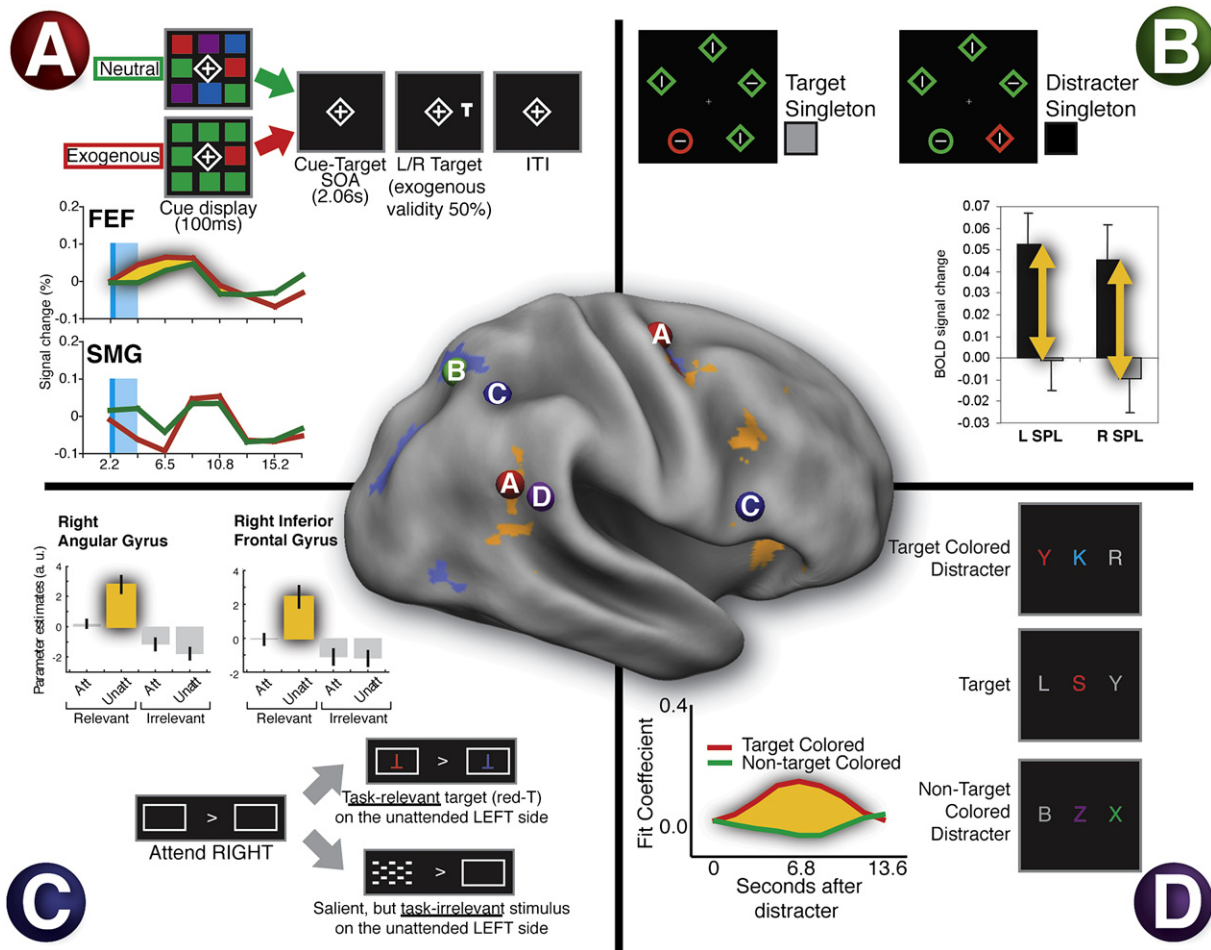 A
Neutral
Exogenous
Cue display
(100ms)
Cue-Target
SOA
(2.06s)
T
L/R Target
(exogenous
validity 50%)
ITI
FEF
0.2
0.1
0
-0.1
Signal change (%)
SMG
0.2
0.1
0
-0.1
2.2
6.5
10.8
15.2
B
Target
Singleton
Distracter
Singleton
BOLD signal change
0.07
0.06
0.05
0.04
0.03
0.02
0.01
0.00
-0.01
-0.02
-0.03
L SPL
R SPL
A
B
C
A
D
C
Right
Angular Gyrus
Parameter estimates (a. u.)
4
2
0
-2
Att
Unatt
Att
Unatt
Relevant
Irrelevant
Right Inferior
Frontal Gyrus
4
2
0
-2
Att
Unatt
Att
Unatt
Relevant
Irrelevant
>
Attend RIGHT
>
Task-relevant target (red-T)
on the unattended LEFT side
>
Salient, but task-irrelevant stimulus
on the unattended LEFT side
C
Target Colored
Distracter
Y K R
Target
L S Y
Non-Target
Colored
Distracter
B Z X
0.4
0.0
Fit Coeffecient
Target Colored
Non-target Colored
0
6.8
13.6
Seconds after
distracter
D